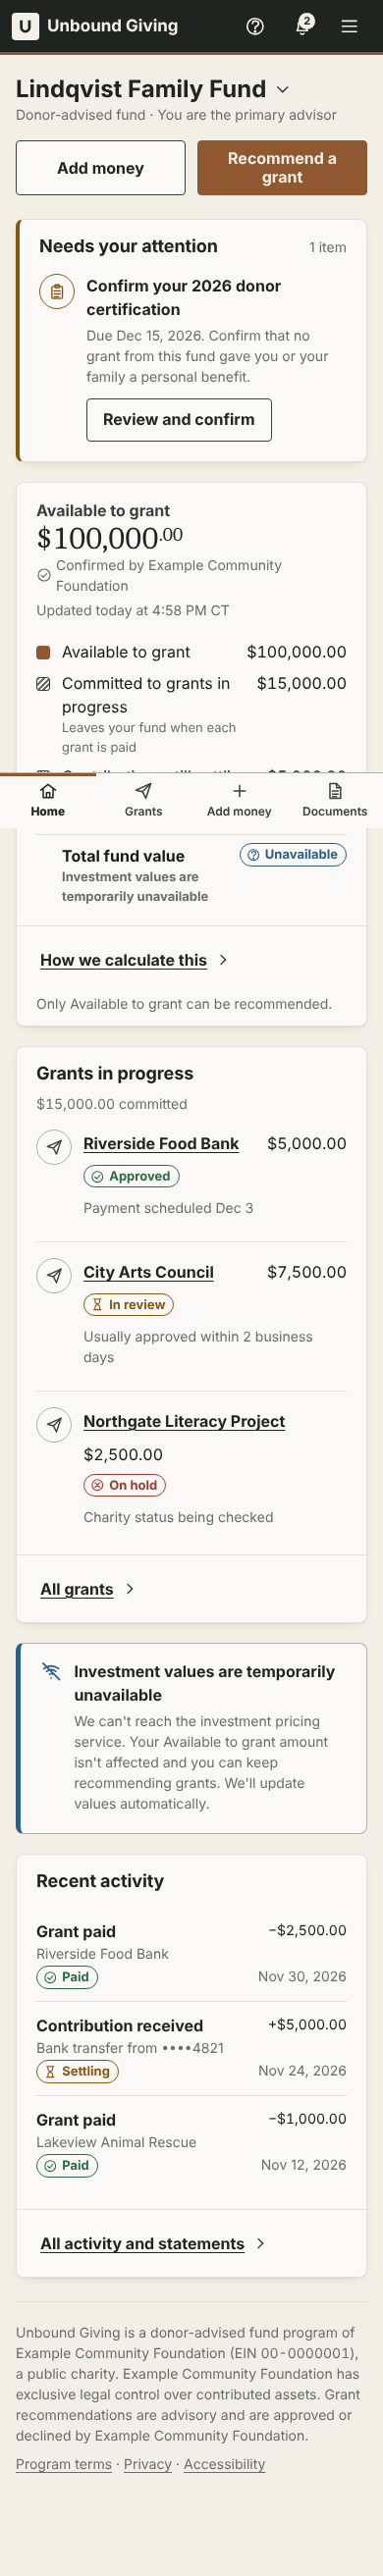 U Unbound Giving 2
Lindqvist Family Fund
Donor-advised fund · You are the primary advisor
Add money
Recommend a
grant
Needs your attention 1 item
Confirm your 2026 donor
certification
Due Dec 15, 2026. Confirm that no
grant from this fund gave you or your
family a personal benefit.
Review and confirm
Available to grant
$100,000.00
Confirmed by Example Community
Foundation
Updated today at 4:58 PM CT
Available to grant $100,000.00
Committed to grants in $15,000.00
progress
Leaves your fund when each
grant is paid
Home Grants Add money Documents
Total fund value Unavailable
Investment values are
temporarily unavailable
How we calculate this
Only Available to grant can be recommended.
Grants in progress
$15,000.00 committed
Riverside Food Bank $5,000.00
Approved
Payment scheduled Dec 3
City Arts Council $7,500.00
In review
Usually approved within 2 business
days
Northgate Literacy Project
$2,500.00
On hold
Charity status being checked
All grants
Investment values are temporarily
unavailable
We can't reach the investment pricing
service. Your Available to grant amount
isn't affected and you can keep
recommending grants. We'll update
values automatically.
Recent activity
Grant paid −$2,500.00
Riverside Food Bank
Paid Nov 30, 2026
Contribution received +$5,000.00
Bank transfer from ••••4821
Settling Nov 24, 2026
Grant paid −$1,000.00
Lakeview Animal Rescue
Paid Nov 12, 2026
All activity and statements
Unbound Giving is a donor-advised fund program of
Example Community Foundation (EIN 00-0000001),
a public charity. Example Community Foundation has
exclusive legal control over contributed assets. Grant
recommendations are advisory and are approved or
declined by Example Community Foundation.
Program terms · Privacy · Accessibility